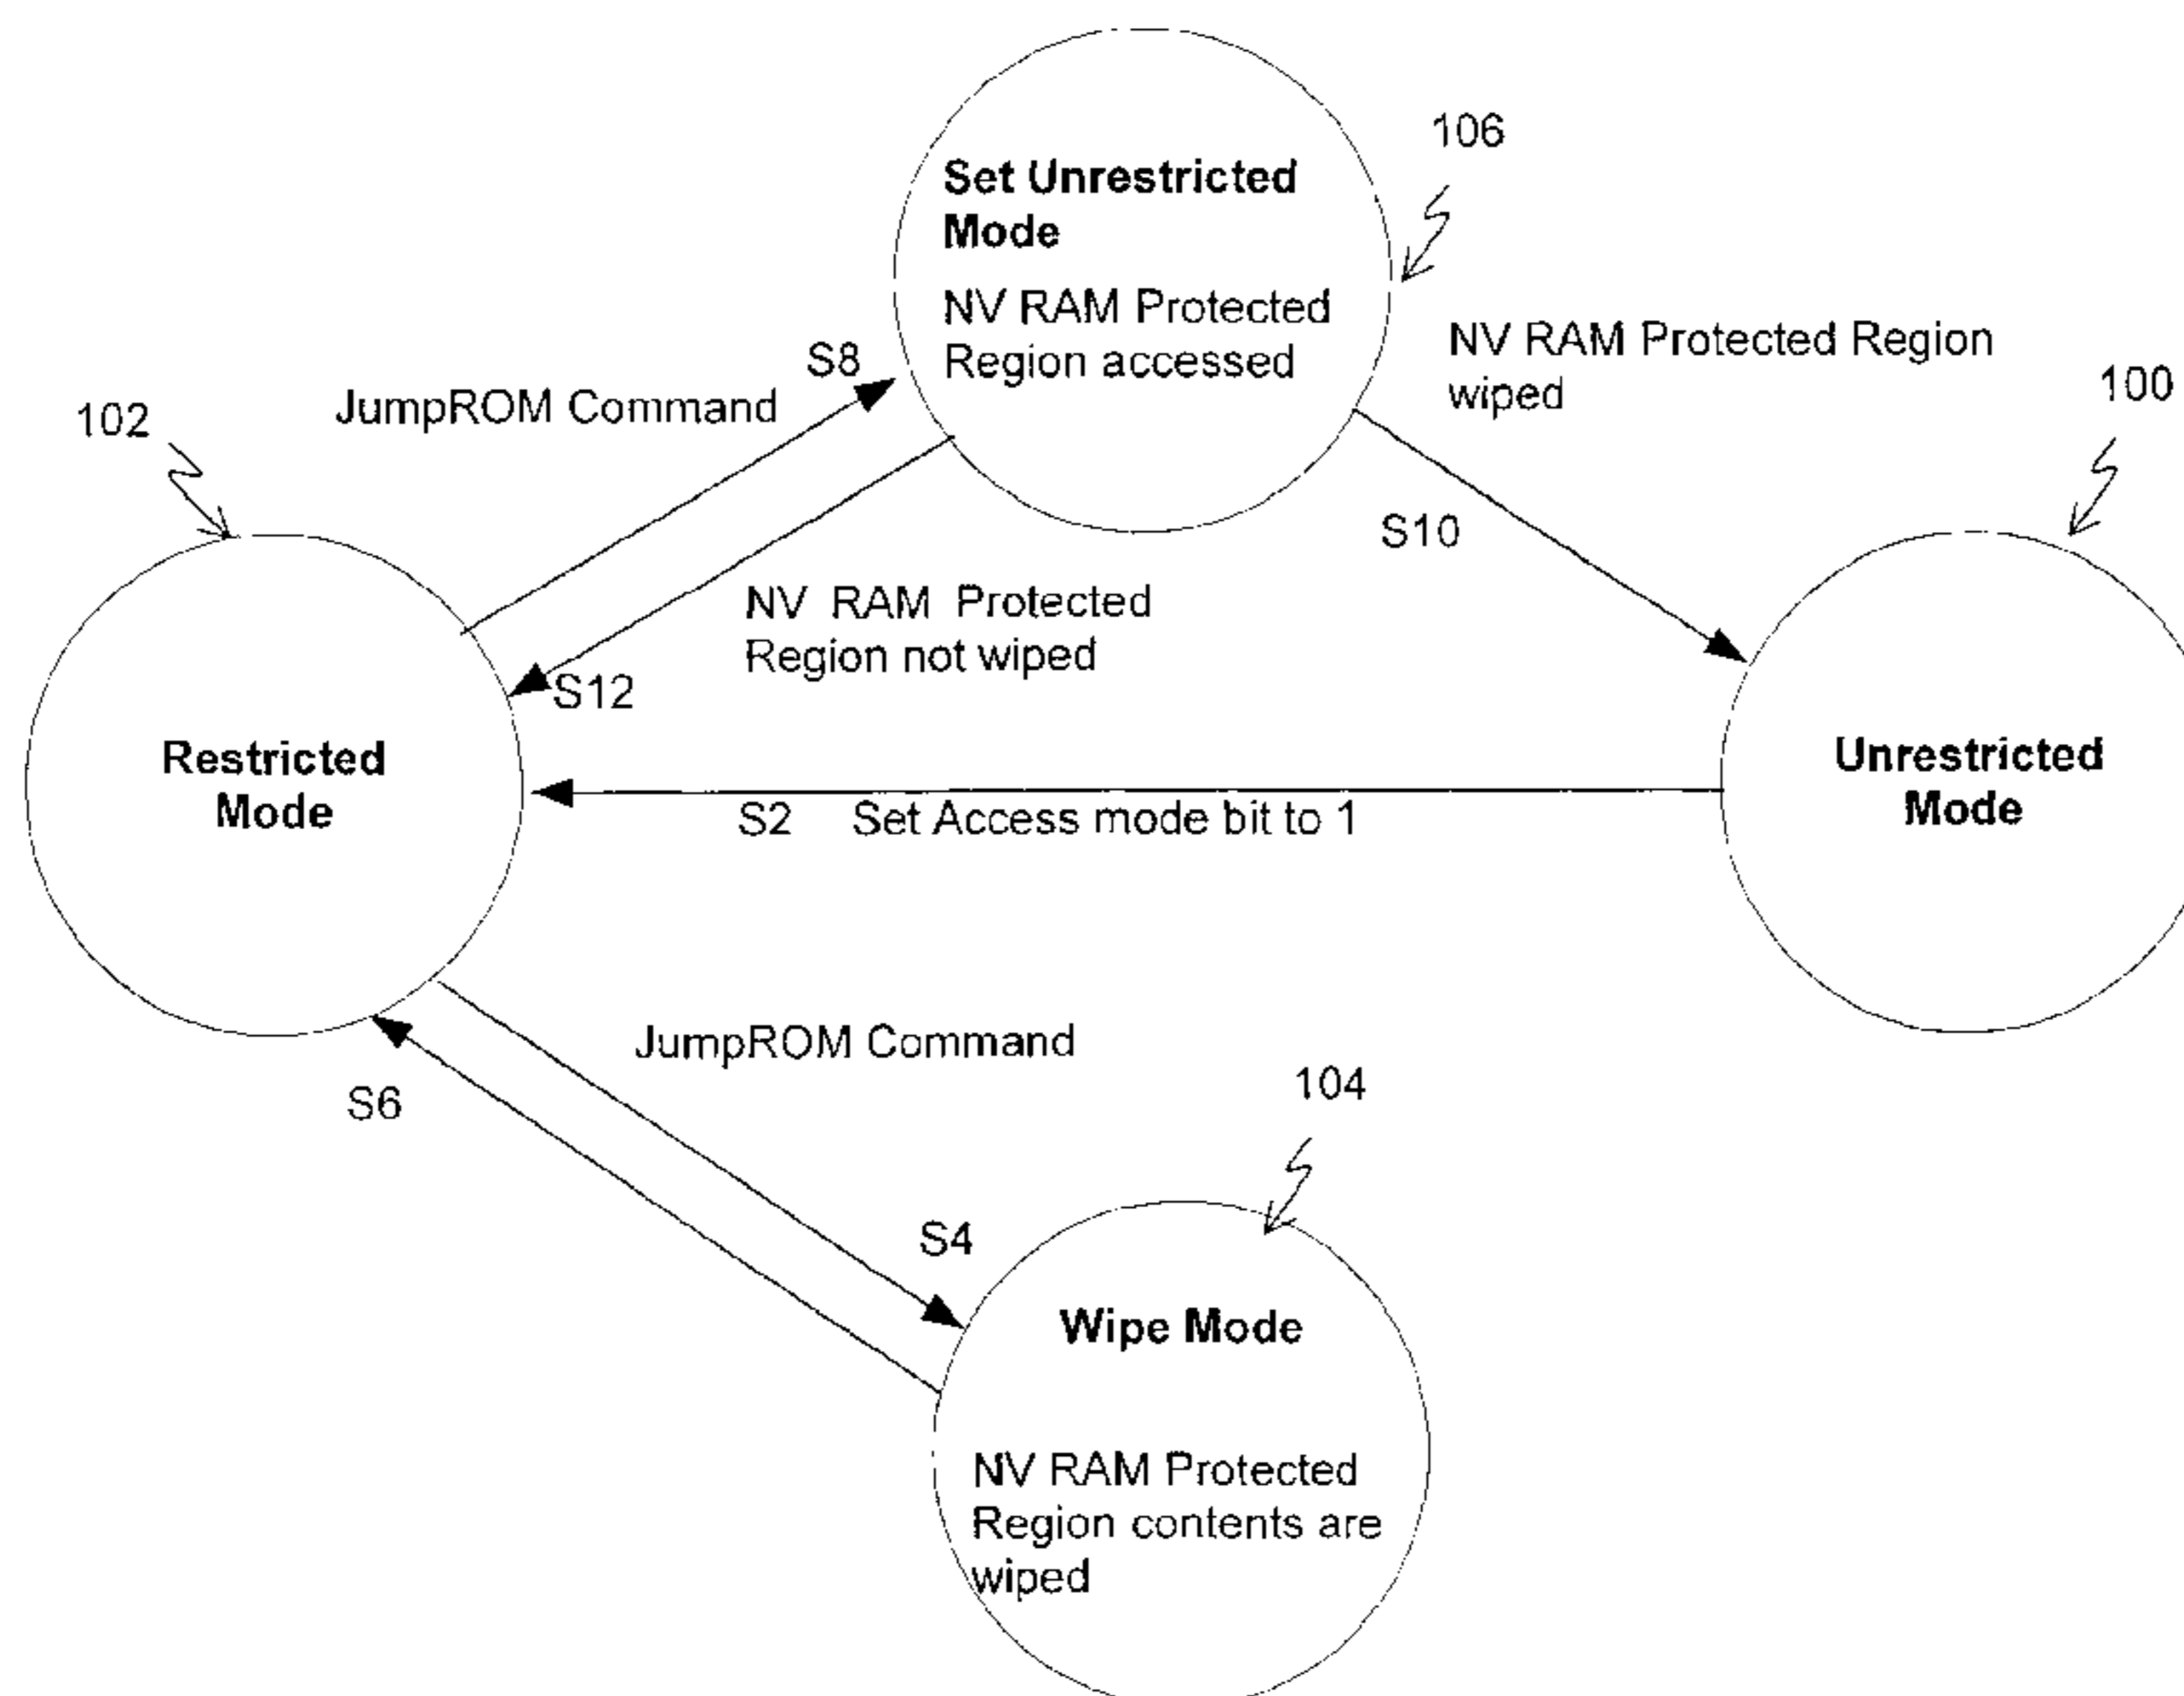 106
Set Unrestricted
Mode
NV RAM Protected
Region accessed
NV RAM Protected Region
wiped
100
S8
JumpROM Command
102
S10
NV RAM Protected
Region not wiped
S12
Restricted
Mode
Unrestricted
Mode
S2 Set Access mode bit to 1
JumpROM Command
S6
104
S4
Wipe Mode
NV RAM Protected
Region contents are
wiped